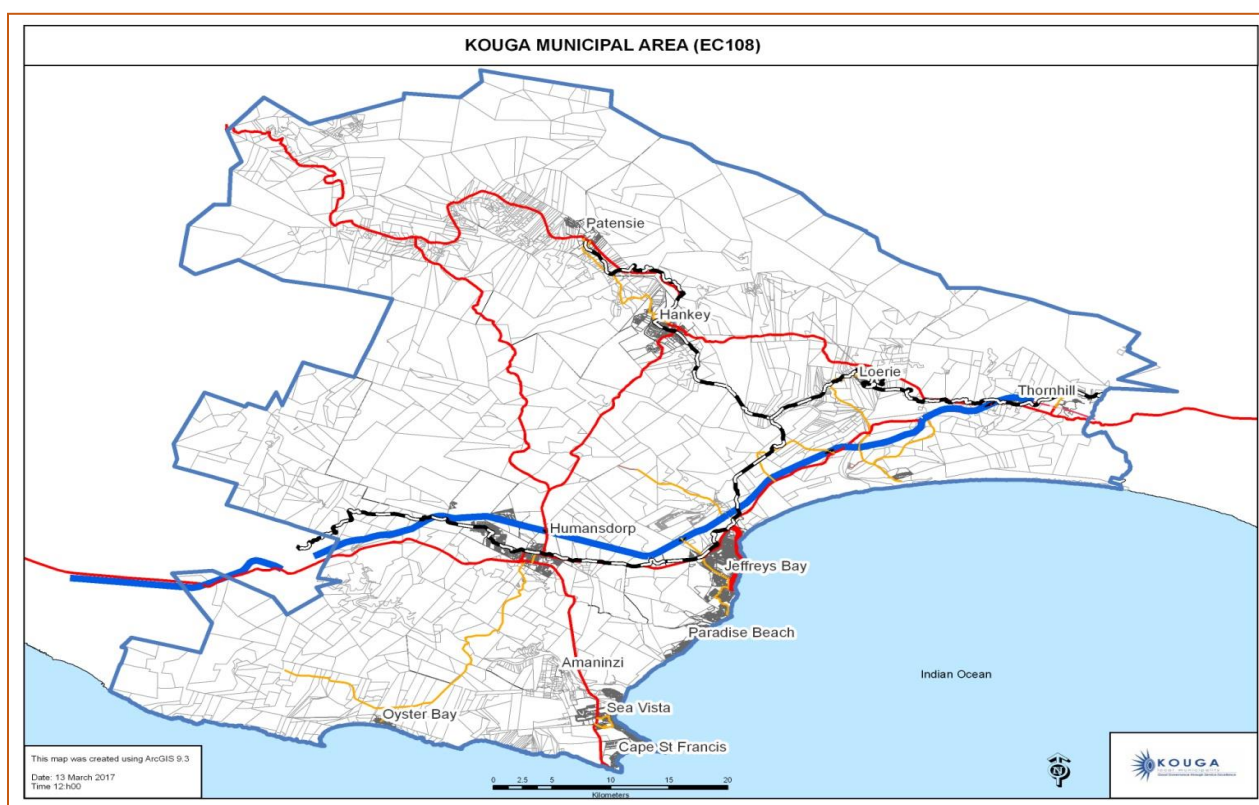 KOUGA MUNICIPAL AREA (EC108)
Patensie
Hankey
Loerie
Thornhill
Humansdorp
Jeffreys Bay
Paradise Beach
Amaninzi
Indian Ocean
Sea Vista
Oyster Bay
Cape St Francis
This map was created using ArcGIS 9.3
Date: 13 March 2017
Time 12:h00
0 2.5 5 10 15 20
Kilometers
N
KOUGA